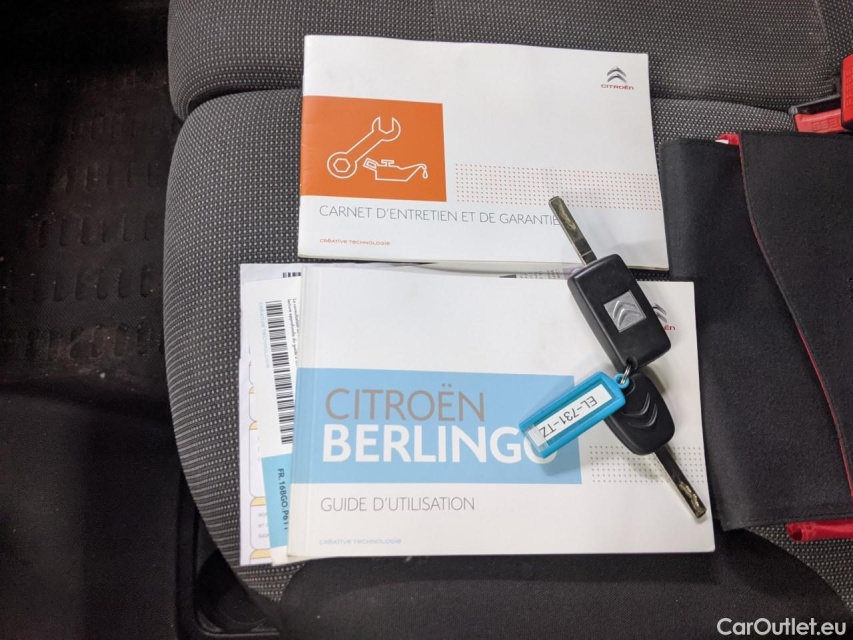 CITROËN
CARNET D'ENTRETIEN ET DE GARANTIE
CRÉATIVE TECHNOLOGIE
CITROËN
BERLINGO
EL-731-TZ
GUIDE D'UTILISATION
CRÉATIVE TECHNOLOGIE
CarOutlet.eu